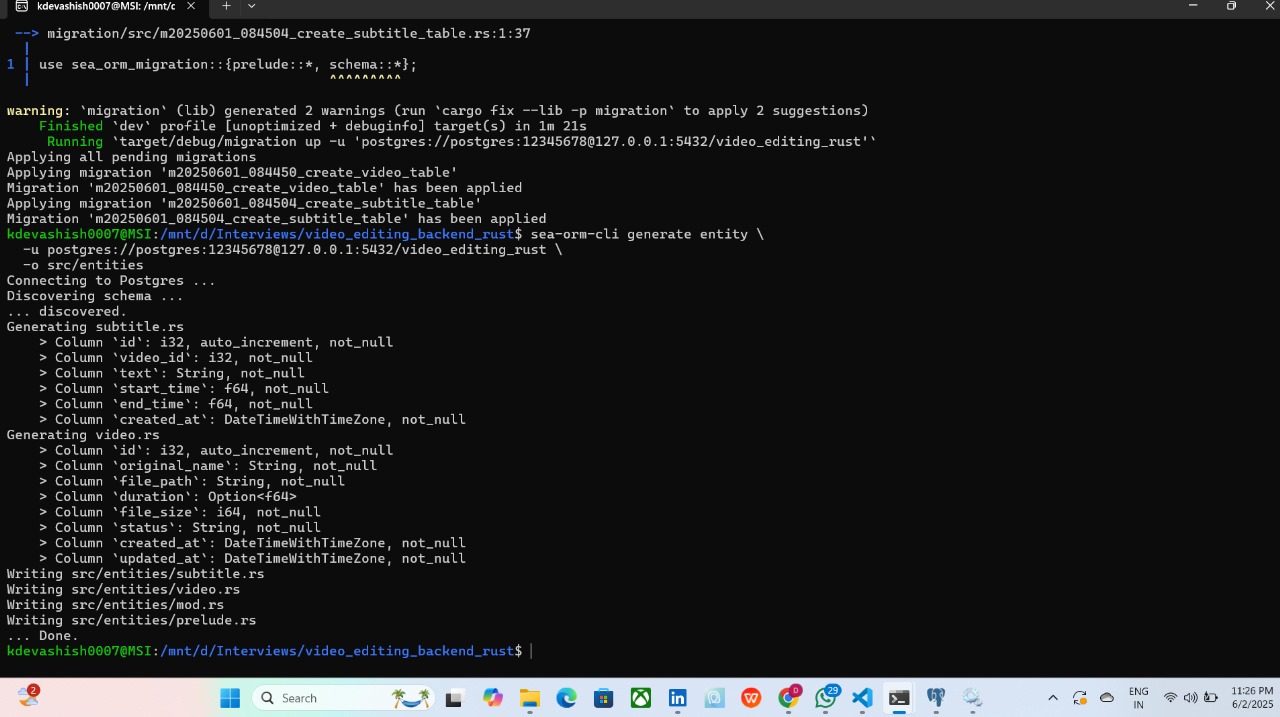 kdevashish0007@MSI: /mnt/c
--> migration/src/m20250601_084504_create_subtitle_table.rs:1:37
|
1 | use sea_orm_migration::{prelude::*, schema::*};
| ^^^^^^^^^
warning: `migration` (lib) generated 2 warnings (run `cargo fix --lib -p migration` to apply 2 suggestions)
Finished `dev` profile [unoptimized + debuginfo] target(s) in 1m 21s
Running `target/debug/migration up -u 'postgres://postgres:12345678@127.0.0.1:5432/video_editing_rust'`
Applying all pending migrations
Applying migration 'm20250601_084450_create_video_table'
Migration 'm20250601_084450_create_video_table' has been applied
Applying migration 'm20250601_084504_create_subtitle_table'
Migration 'm20250601_084504_create_subtitle_table' has been applied
kdevashish0007@MSI:/mnt/d/Interviews/video_editing_backend_rust$ sea-orm-cli generate entity \
-u postgres://postgres:12345678@127.0.0.1:5432/video_editing_rust \
-o src/entities
Connecting to Postgres ...
Discovering schema ...
... discovered.
Generating subtitle.rs
> Column `id`: i32, auto_increment, not_null
> Column `video_id`: i32, not_null
> Column `text`: String, not_null
> Column `start_time`: f64, not_null
> Column `end_time`: f64, not_null
> Column `created_at`: DateTimeWithTimeZone, not_null
Generating video.rs
> Column `id`: i32, auto_increment, not_null
> Column `original_name`: String, not_null
> Column `file_path`: String, not_null
> Column `duration`: Option<f64>
> Column `file_size`: i64, not_null
> Column `status`: String, not_null
> Column `created_at`: DateTimeWithTimeZone, not_null
> Column `updated_at`: DateTimeWithTimeZone, not_null
Writing src/entities/subtitle.rs
Writing src/entities/video.rs
Writing src/entities/mod.rs
Writing src/entities/prelude.rs
... Done.
kdevashish0007@MSI:/mnt/d/Interviews/video_editing_backend_rust$
2
Search
29
ENG
IN
11:26 PM
6/2/2025